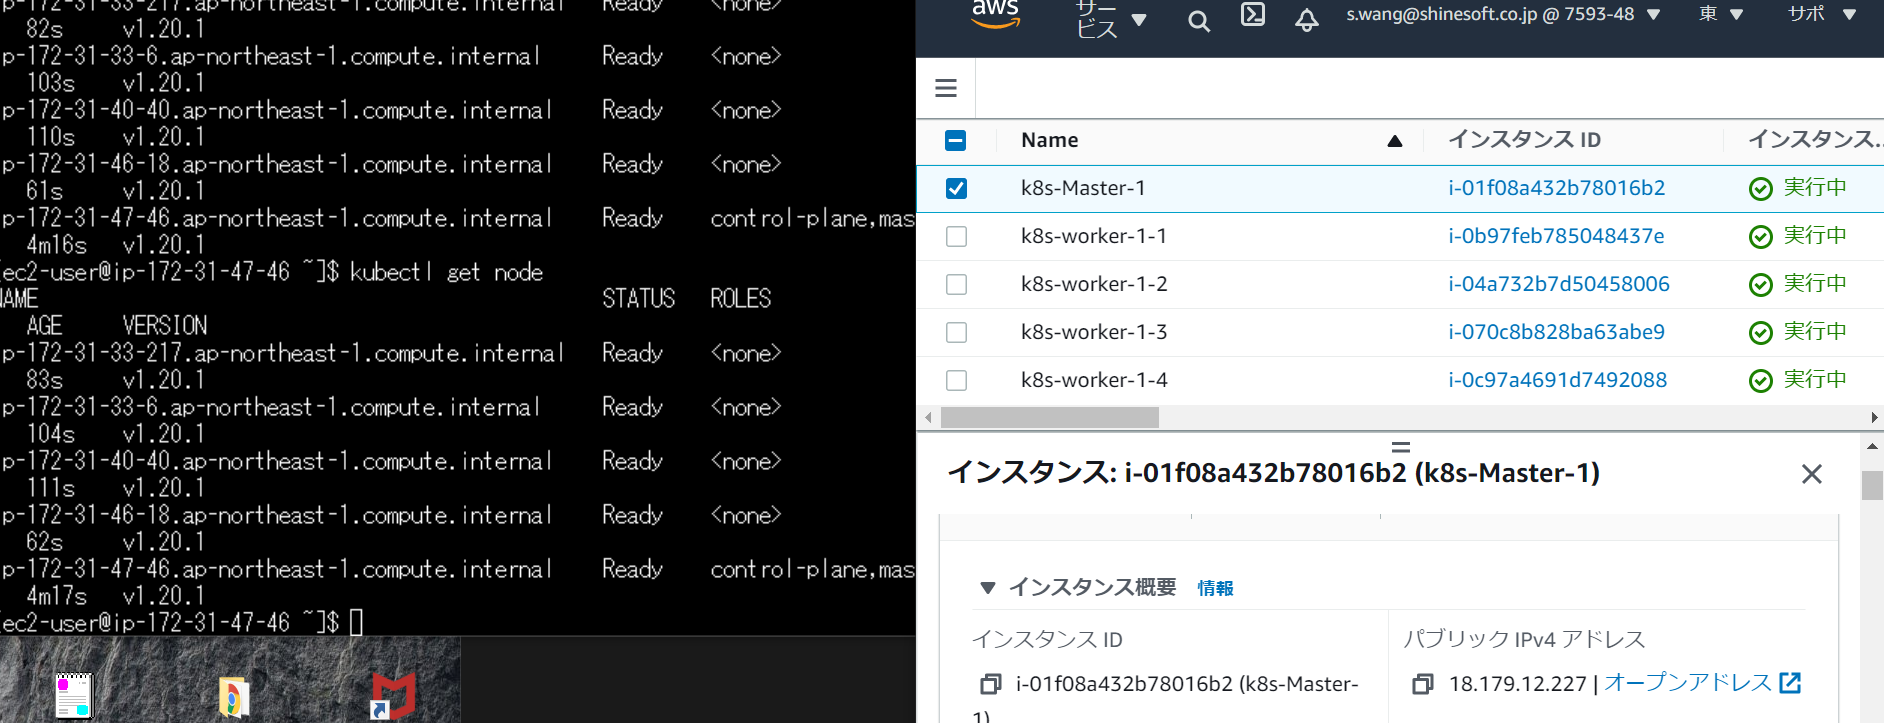 p-172-31-33-217.ap-northeast-1.compute.internal Ready <none>
82s v1.20.1
p-172-31-33-6.ap-northeast-1.compute.internal Ready <none>
103s v1.20.1
p-172-31-40-40.ap-northeast-1.compute.internal Ready <none>
110s v1.20.1
p-172-31-46-18.ap-northeast-1.compute.internal Ready <none>
61s v1.20.1
p-172-31-47-46.ap-northeast-1.compute.internal Ready control-plane,mas
4m16s v1.20.1
[ec2-user@ip-172-31-47-46 ~]$ kubectl get node
NAME STATUS ROLES
AGE VERSION
p-172-31-33-217.ap-northeast-1.compute.internal Ready <none>
83s v1.20.1
p-172-31-33-6.ap-northeast-1.compute.internal Ready <none>
104s v1.20.1
p-172-31-40-40.ap-northeast-1.compute.internal Ready <none>
111s v1.20.1
p-172-31-46-18.ap-northeast-1.compute.internal Ready <none>
62s v1.20.1
p-172-31-47-46.ap-northeast-1.compute.internal Ready control-plane,mas
4m17s v1.20.1
[ec2-user@ip-172-31-47-46 ~]$
aws
サー
ビス
s.wang@shinesoft.co.jp @ 7593-48
東
サポ
Name インスタンス ID インスタンス...
k8s-Master-1 i-01f08a432b78016b2 実行中
k8s-worker-1-1 i-0b97feb785048437e 実行中
k8s-worker-1-2 i-04a732b7d50458006 実行中
k8s-worker-1-3 i-070c8b828ba63abe9 実行中
k8s-worker-1-4 i-0c97a4691d7492088 実行中
インスタンス: i-01f08a432b78016b2 (k8s-Master-1)
インスタンス概要 情報
インスタンス ID
i-01f08a432b78016b2 (k8s-Master-
1)
パブリック IPv4 アドレス
18.179.12.227 | オープンアドレス